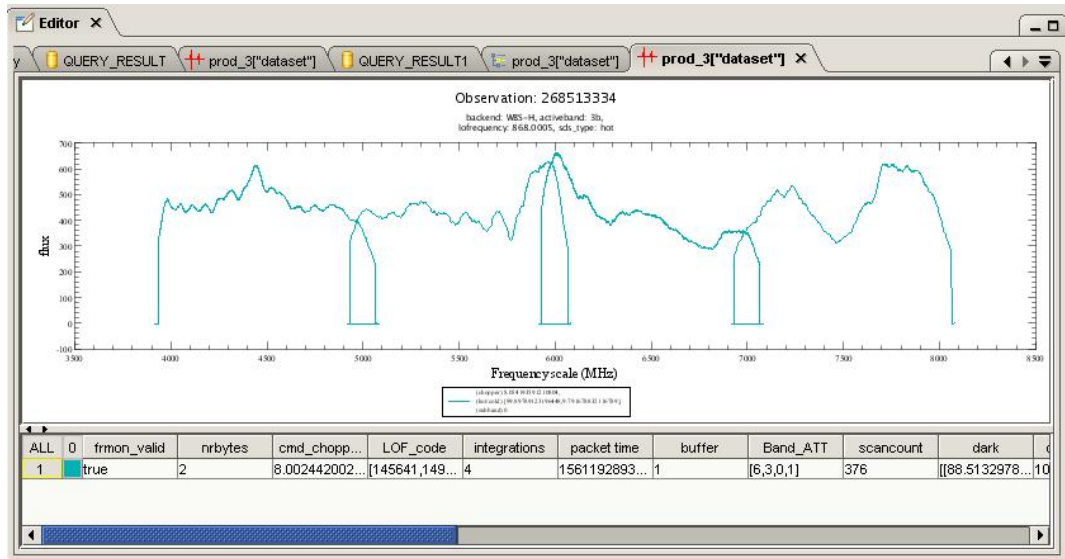 Editor X
y QUERY_RESULT prod_3["dataset"] QUERY_RESULT1 prod_3["dataset"] prod_3["dataset"] X
Observation: 268513334
backend: WBS-H, activeband: 3b,
lofrequency: 868.0005, sds_type: hot
700
600
500
400
300
200
100
0
-100
flux
3500 4000 4500 5000 5500 6000 6500 7000 7500 8000 8500
Frequency scale (MHz)
ALL 0 frmon_valid nrbytes cmd_chopp... LOF_code integrations packet time buffer Band_ATT scancount dark
1 true 2 8.002442002... [145641,149... 4 1561192893... 1 [6,3,0,1] 376 [[88.5132978... 10